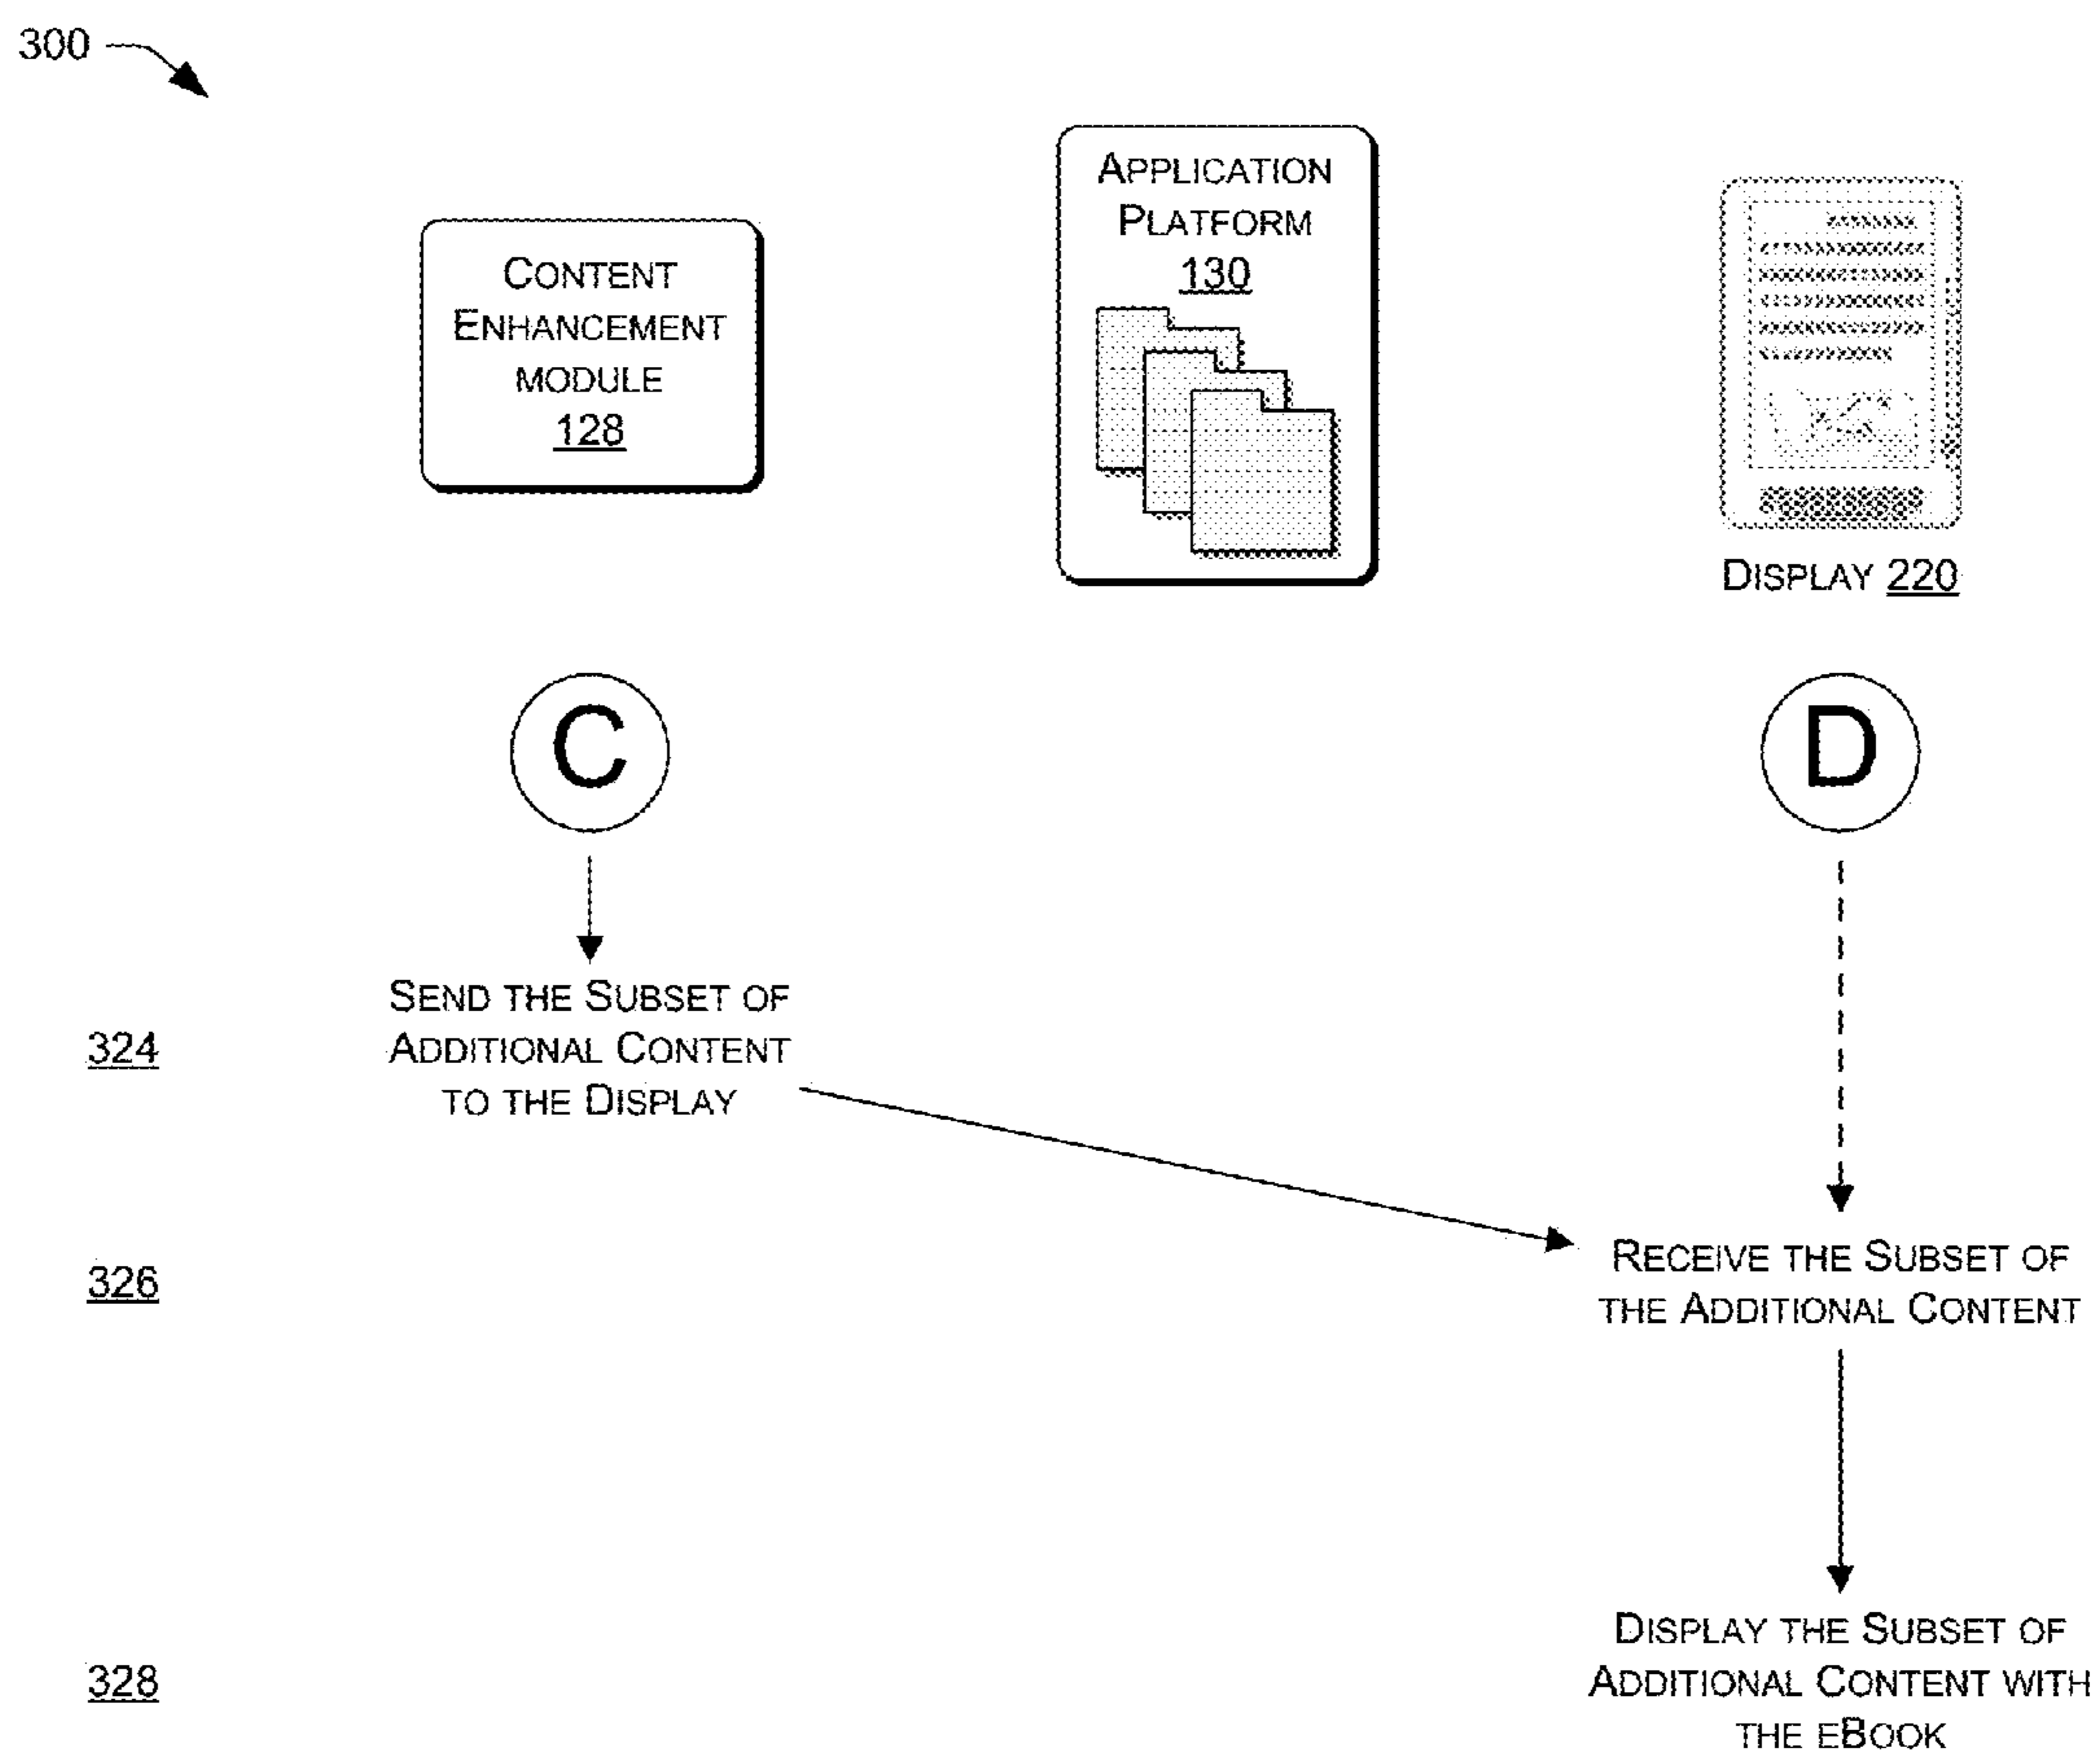 300
CONTENT
ENHANCEMENT
MODULE
128
APPLICATION
PLATFORM
130
DISPLAY 220
C
D
324
SEND THE SUBSET OF
ADDITIONAL CONTENT
TO THE DISPLAY
326
RECEIVE THE SUBSET OF
THE ADDITIONAL CONTENT
328
DISPLAY THE SUBSET OF
ADDITIONAL CONTENT WITH
THE EBOOK